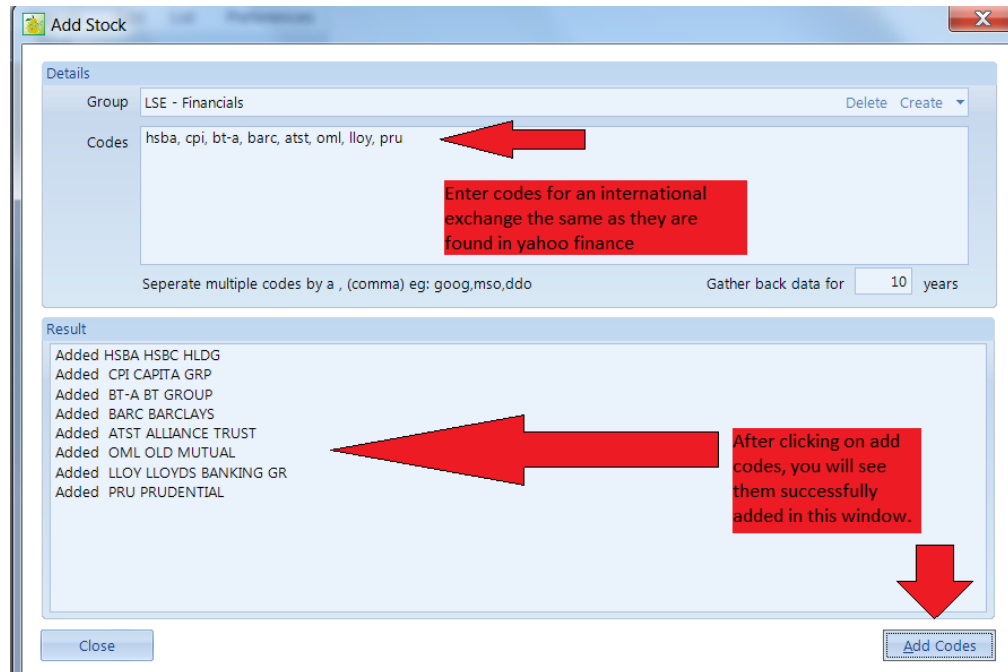 List Preferences
Add Stock
Details
Group LSE - Financials Delete Create
Codes hsba, cpi, bt-a, barc, atst, oml, lloy, pru
Enter codes for an international
exchange the same as they are
found in yahoo finance
Seperate multiple codes by a , (comma) eg: goog,mso,ddo Gather back data for 10 years
Result
Added HSBA HSBC HLDG
Added CPI CAPITA GRP
Added BT-A BT GROUP
Added BARC BARCLAYS
Added ATST ALLIANCE TRUST
Added OML OLD MUTUAL
Added LLOY LLOYDS BANKING GR
Added PRU PRUDENTIAL
After clicking on add
codes, you will see
them successfully
added in this window.
Close Add Codes